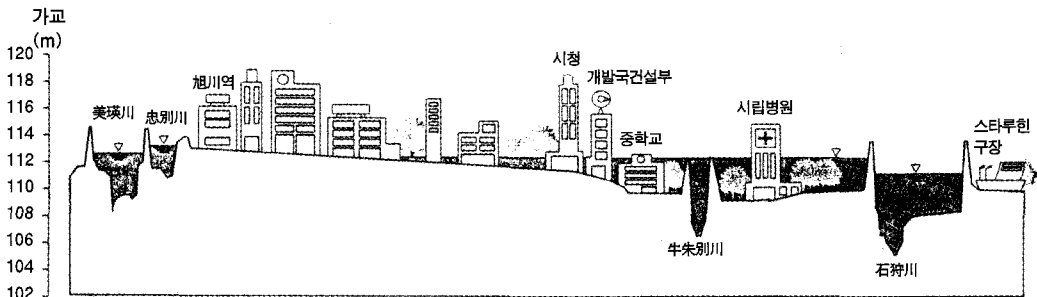 가교
(m)
120
118
116
114
112
110
108
106
104
102
美瑛川
忠別川
旭川역
시청
개발국건설부
중학교
시립병원
스타루힌
구장
牛朱別川
石狩川